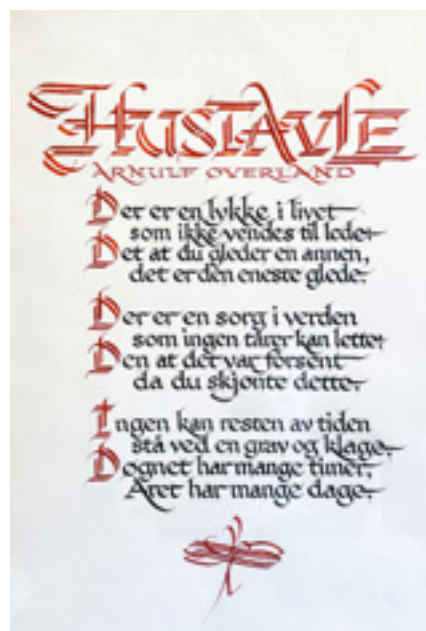 HUSTAVLE
ARNULF OVERLAND
Der er en lykke i livet
som ikke vendes til lede:
Det at du gleder en annen,
det er den eneste glede.
Der er en sorg i verden
som ingen tårer kan lette:
Den at det var forsent
da du skjønte dette.
Ingen kan resten av tiden
stå ved en grav og klage.
Døgnet har mange timer,
Året har mange dage.